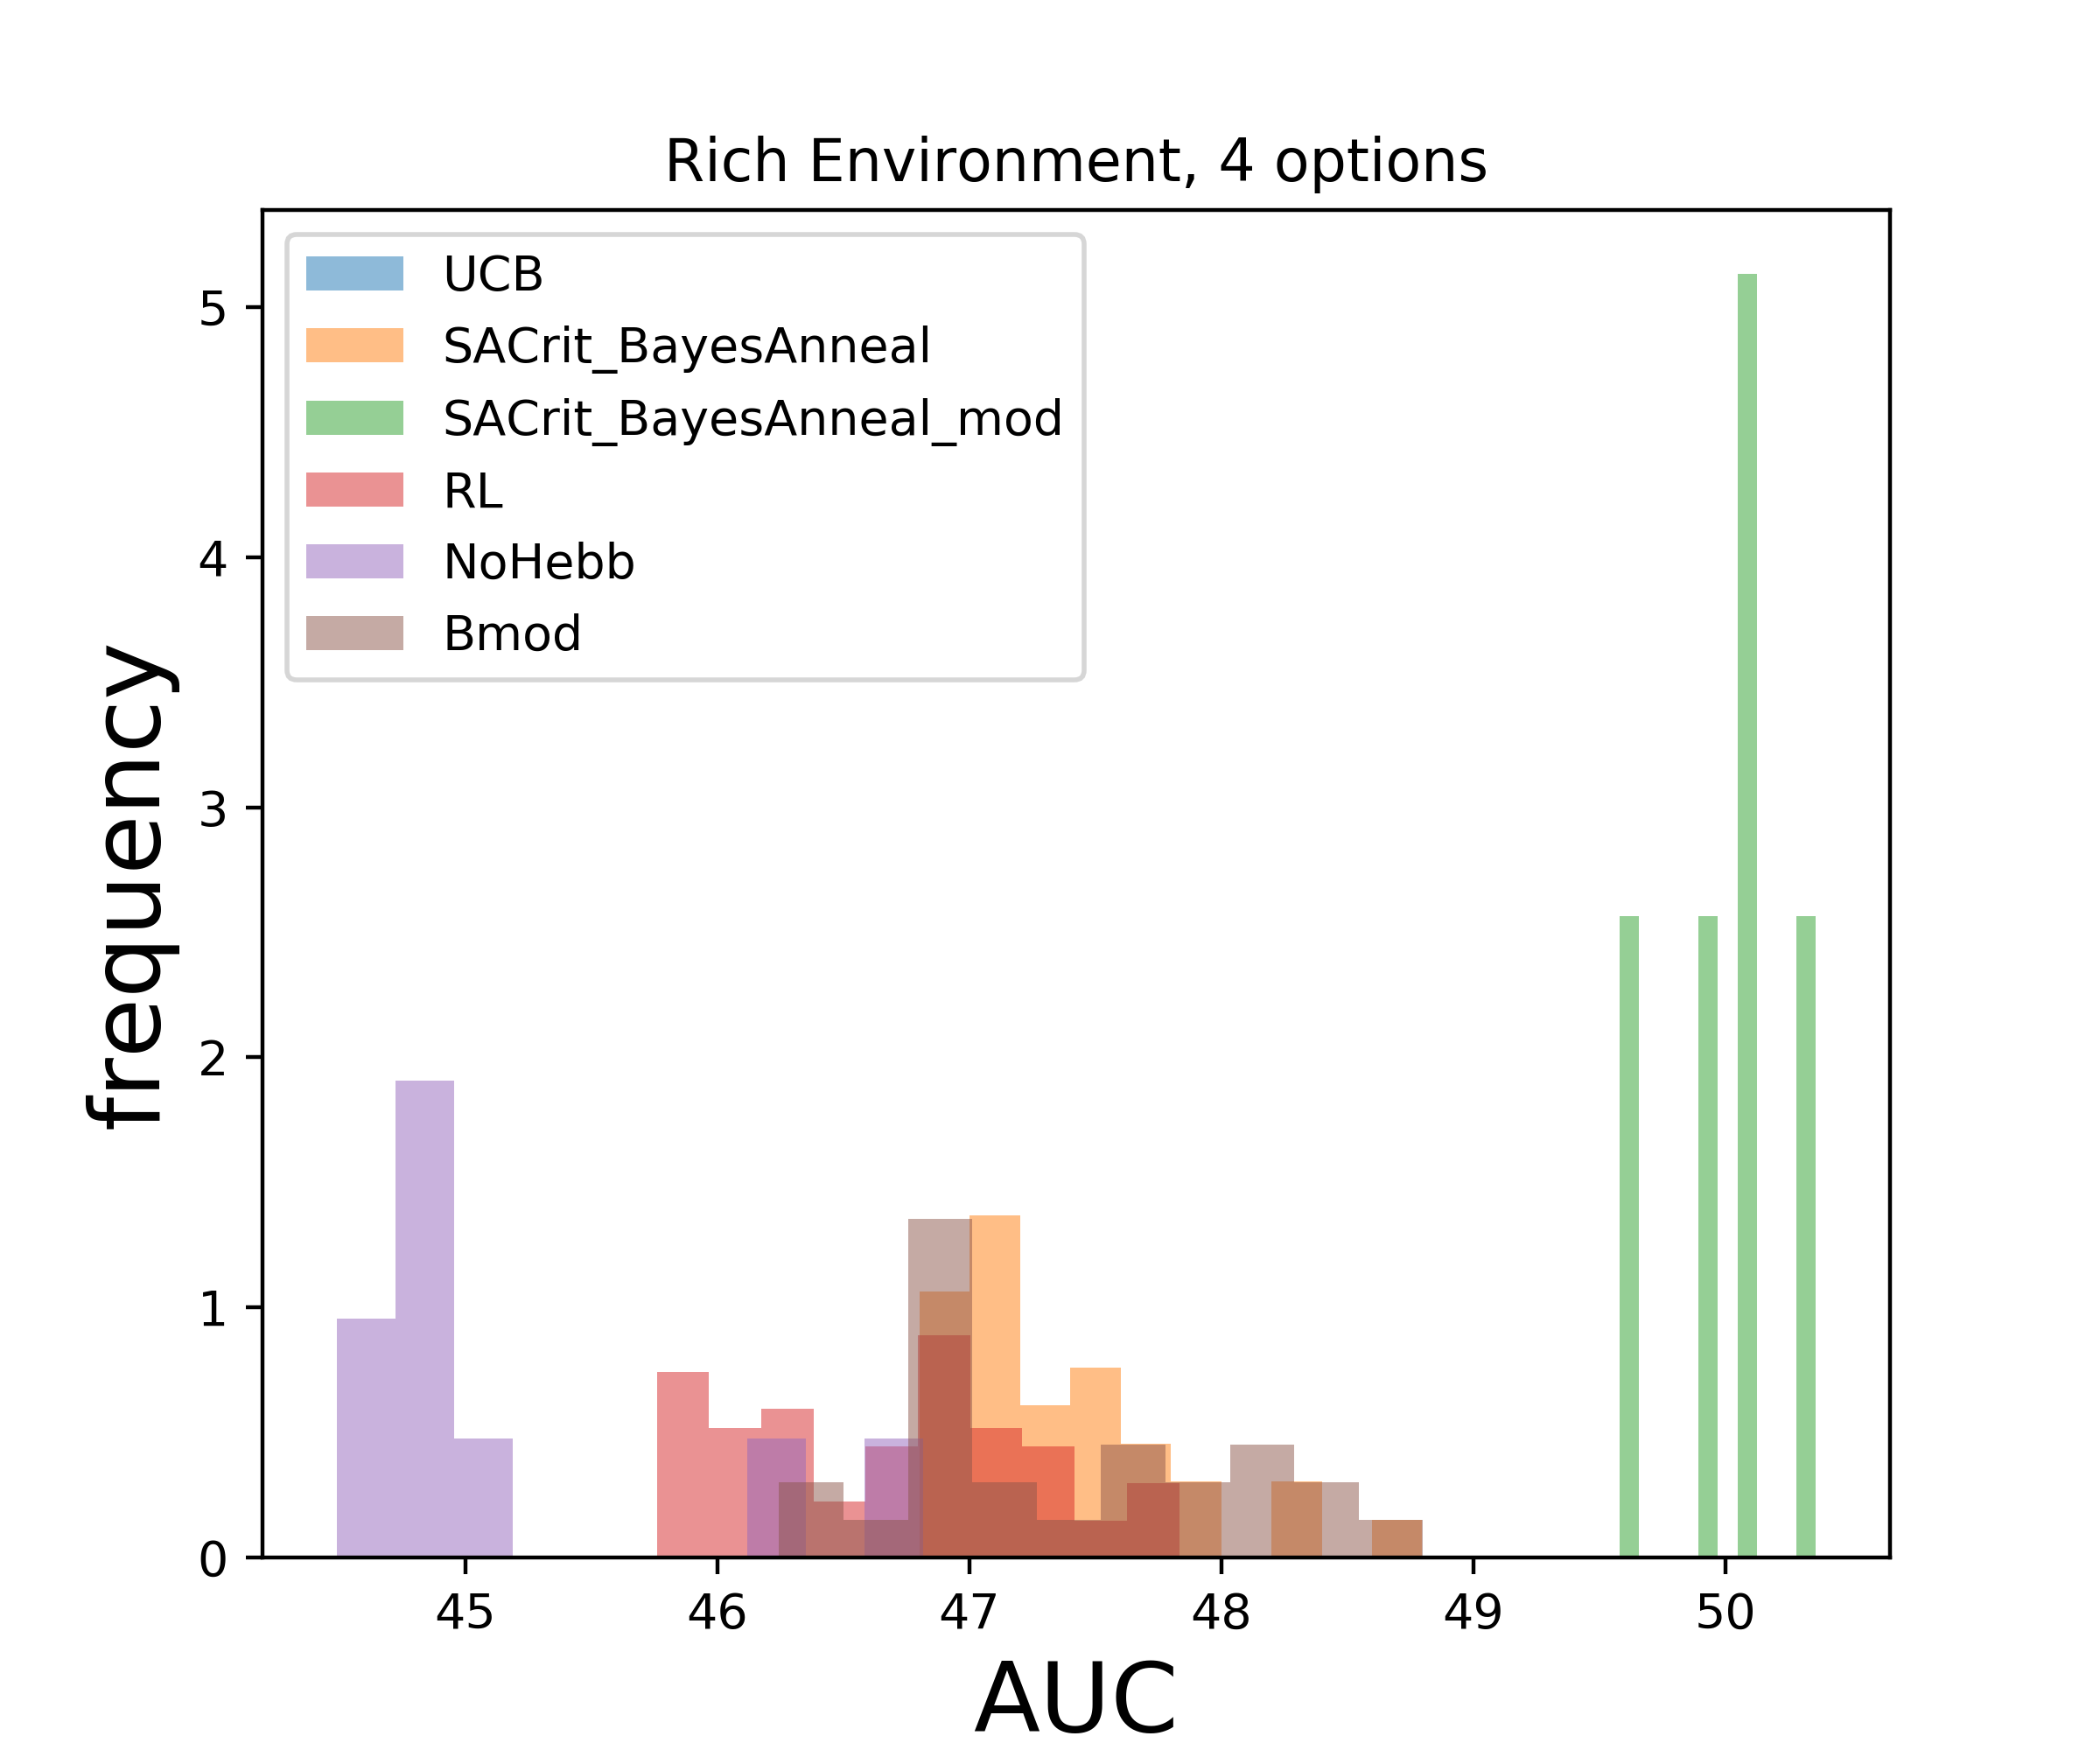 Rich Environment, 4 options
UCB
SACrit_BayesAnneal
SACrit_BayesAnneal_mod
RL
NoHebb
Bmod
frequency
5
4
3
2
1
0
45 46 47 48 49 50
AUC